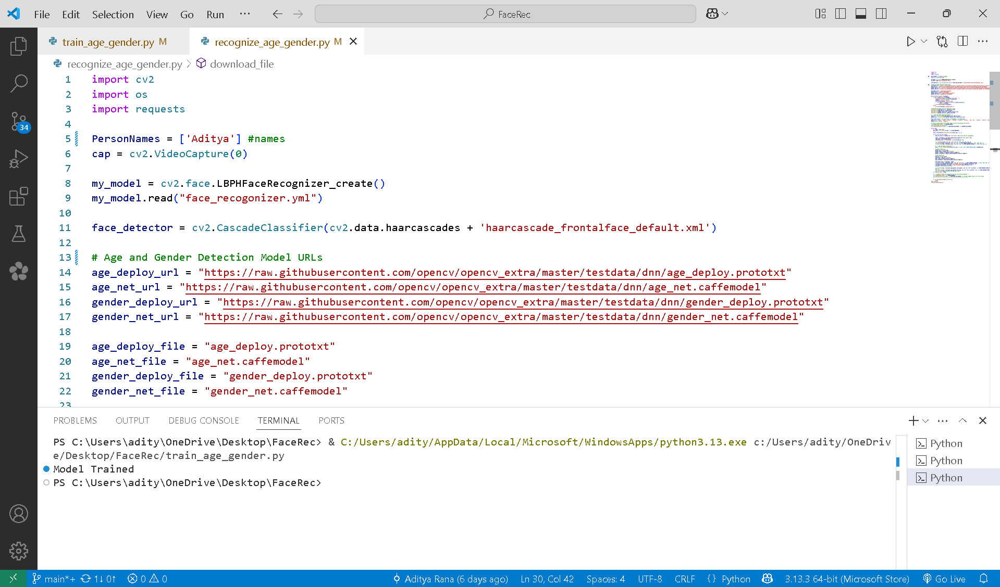 File Edit Selection View Go Run ··· FaceRec
train_age_gender.py M recognize_age_gender.py M
recognize_age_gender.py > download_file
1 import cv2
2 import os
3 import requests
4
5 PersonNames = ['Aditya'] #names
6 cap = cv2.VideoCapture(0)
7
8 my_model = cv2.face.LBPHFaceRecognizer_create()
9 my_model.read("face_recogonizer.yml")
10
11 face_detector = cv2.CascadeClassifier(cv2.data.haarcascades + 'haarcascade_frontalface_default.xml')
12
13 # Age and Gender Detection Model URLs
14 age_deploy_url = "https://raw.githubusercontent.com/opencv/opencv_extra/master/testdata/dnn/age_deploy.prototxt"
15 age_net_url = "https://raw.githubusercontent.com/opencv/opencv_extra/master/testdata/dnn/age_net.caffemodel"
16 gender_deploy_url = "https://raw.githubusercontent.com/opencv/opencv_extra/master/testdata/dnn/gender_deploy.prototxt"
17 gender_net_url = "https://raw.githubusercontent.com/opencv/opencv_extra/master/testdata/dnn/gender_net.caffemodel"
18
19 age_deploy_file = "age_deploy.prototxt"
20 age_net_file = "age_net.caffemodel"
21 gender_deploy_file = "gender_deploy.prototxt"
22 gender_net_file = "gender_net.caffemodel"
23
34
PROBLEMS OUTPUT DEBUG CONSOLE TERMINAL PORTS
PS C:\Users\adity\OneDrive\Desktop\FaceRec> & C:/Users/adity/AppData/Local/Microsoft/WindowsApps/python3.13.exe c:/Users/adity/OneDriv
e/Desktop/FaceRec/train_age_gender.py
Model Trained
PS C:\Users\adity\OneDrive\Desktop\FaceRec>
Python
Python
Python
main*+ 1↓ 0↑ 0 0 Aditya Rana (6 days ago) Ln 30, Col 42 Spaces: 4 UTF-8 CRLF {} Python 3.13.3 64-bit (Microsoft Store) Go Live